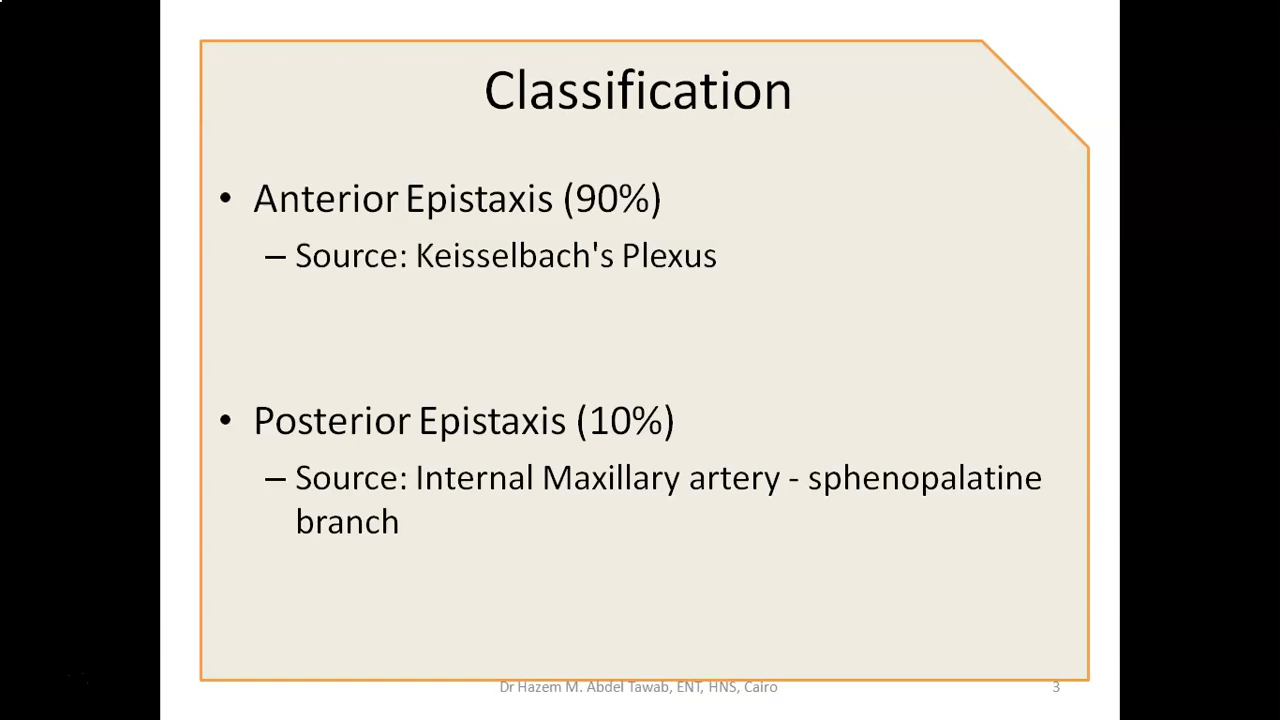 Classification
• Anterior Epistaxis (90%)
– Source: Keisselbach's Plexus
• Posterior Epistaxis (10%)
– Source: Internal Maxillary artery - sphenopalatine
branch
Dr Hazem M. Abdel Tawab, ENT, HNS, Cairo
3